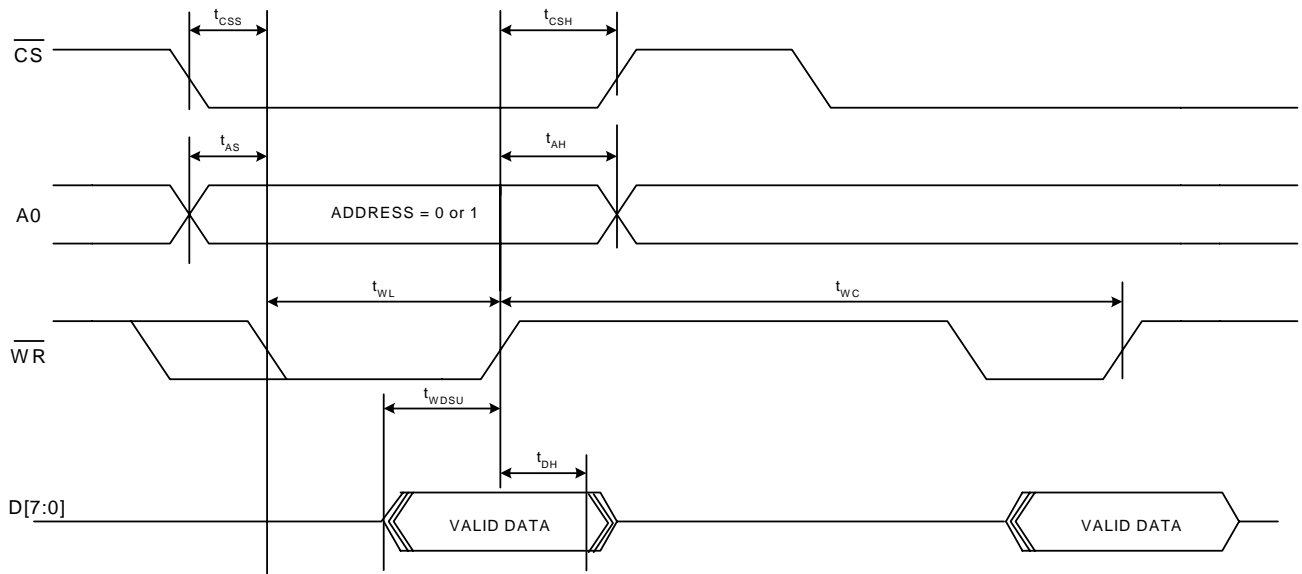 tCSS
tCSH
CS
tAS
tAH
A0
ADDRESS = 0 or 1
tWL
tWC
WR
tWDSU
tDH
D[7:0]
VALID DATA
VALID DATA